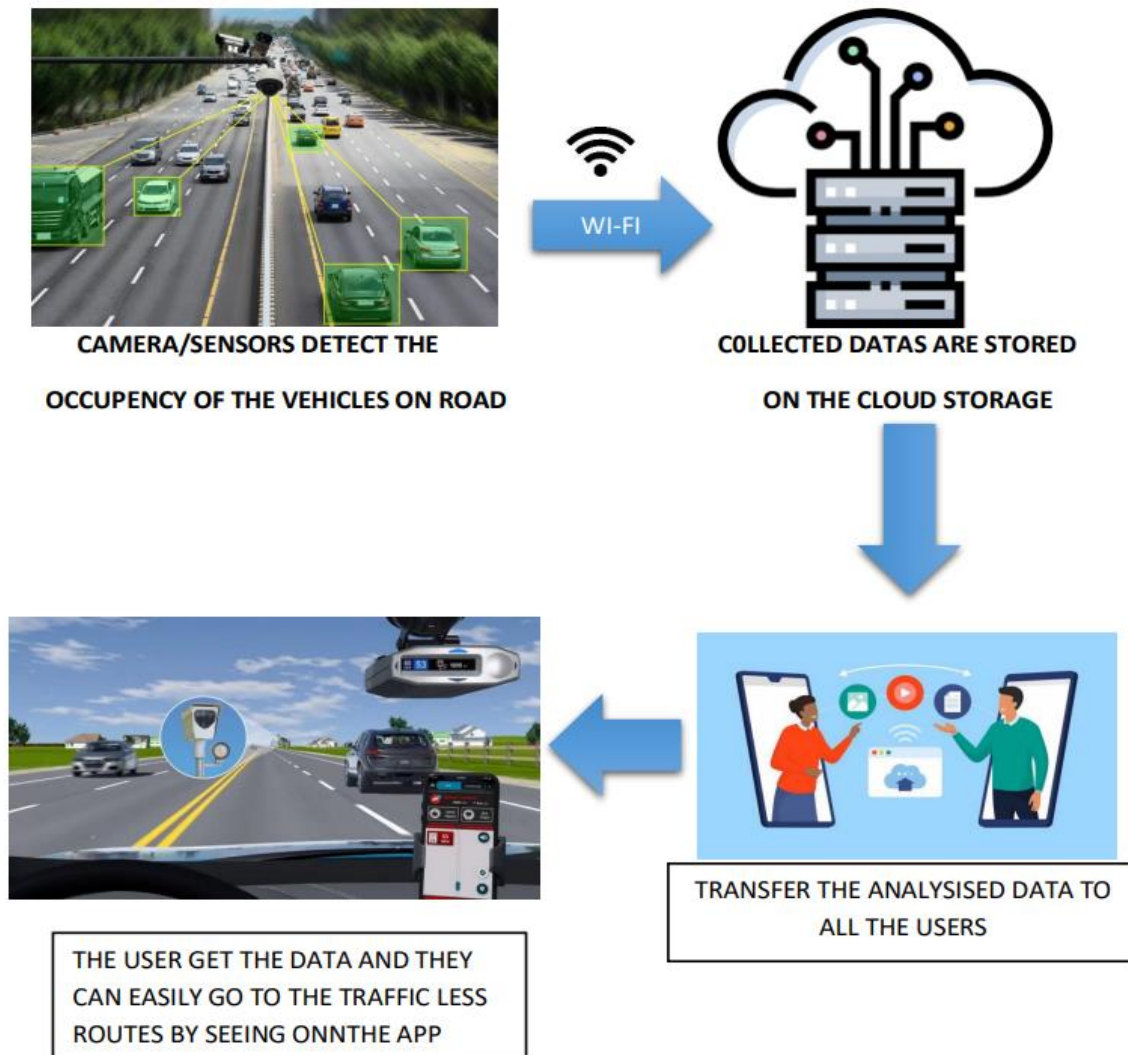 WI-FI
CAMERA/SENSORS DETECT THE
OCCUPENCY OF THE VEHICLES ON ROAD
C0LLECTED DATAS ARE STORED
ON THE CLOUD STORAGE
53
TRANSFER THE ANALYSISED DATA TO
ALL THE USERS
THE USER GET THE DATA AND THEY
CAN EASILY GO TO THE TRAFFIC LESS
ROUTES BY SEEING ONNTHE APP